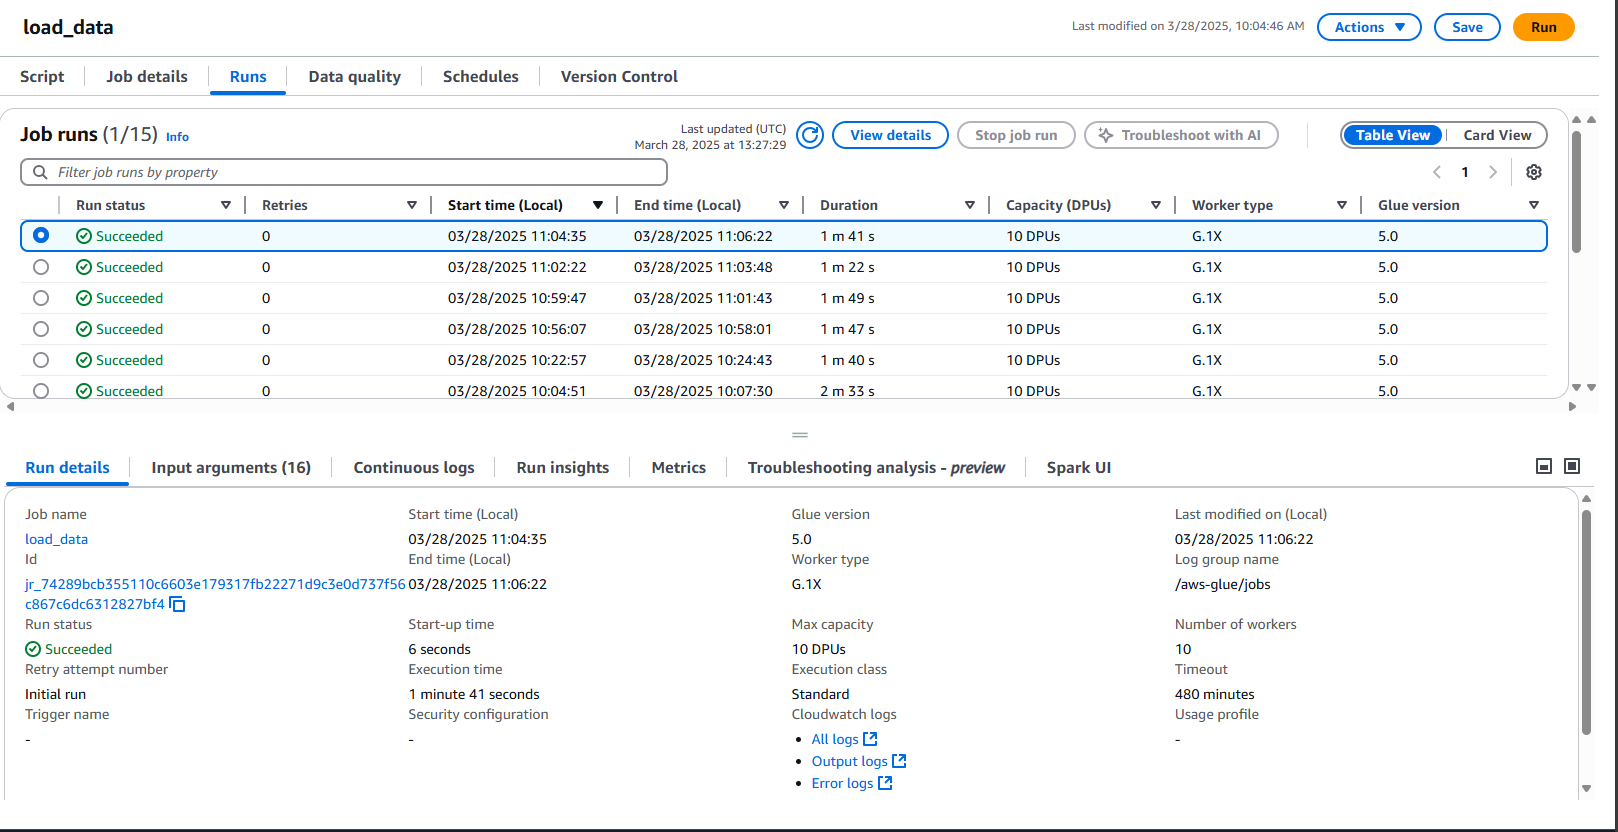 load_data
Last modified on 3/28/2025, 10:04:46 AM
Actions
Save
Run
Script
Job details
Runs
Data quality
Schedules
Version Control
Job runs (1/15) Info
Last updated (UTC)
March 28, 2025 at 13:27:29
View details
Stop job run
Troubleshoot with AI
Table View
Card View
Filter job runs by property
1
Run status Retries Start time (Local) End time (Local) Duration Capacity (DPUs) Worker type Glue version
Succeeded 0 03/28/2025 11:04:35 03/28/2025 11:06:22 1 m 41 s 10 DPUs G.1X 5.0
Succeeded 0 03/28/2025 11:02:22 03/28/2025 11:03:48 1 m 22 s 10 DPUs G.1X 5.0
Succeeded 0 03/28/2025 10:59:47 03/28/2025 11:01:43 1 m 49 s 10 DPUs G.1X 5.0
Succeeded 0 03/28/2025 10:56:07 03/28/2025 10:58:01 1 m 47 s 10 DPUs G.1X 5.0
Succeeded 0 03/28/2025 10:22:57 03/28/2025 10:24:43 1 m 40 s 10 DPUs G.1X 5.0
Succeeded 0 03/28/2025 10:04:51 03/28/2025 10:07:30 2 m 33 s 10 DPUs G.1X 5.0
Run details
Input arguments (16)
Continuous logs
Run insights
Metrics
Troubleshooting analysis - preview
Spark UI
Job name
load_data
Id
jr_74289bcb355110c6603e179317fb22271d9c3e0d737f56
c867c6dc6312827bf4
Run status
Succeeded
Retry attempt number
Initial run
Trigger name
-
Start time (Local)
03/28/2025 11:04:35
End time (Local)
03/28/2025 11:06:22
Start-up time
6 seconds
Execution time
1 minute 41 seconds
Security configuration
-
Glue version
5.0
Worker type
G.1X
Max capacity
10 DPUs
Execution class
Standard
Cloudwatch logs
• All logs
• Output logs
• Error logs
Last modified on (Local)
03/28/2025 11:06:22
Log group name
/aws-glue/jobs
Number of workers
10
Timeout
480 minutes
Usage profile
-